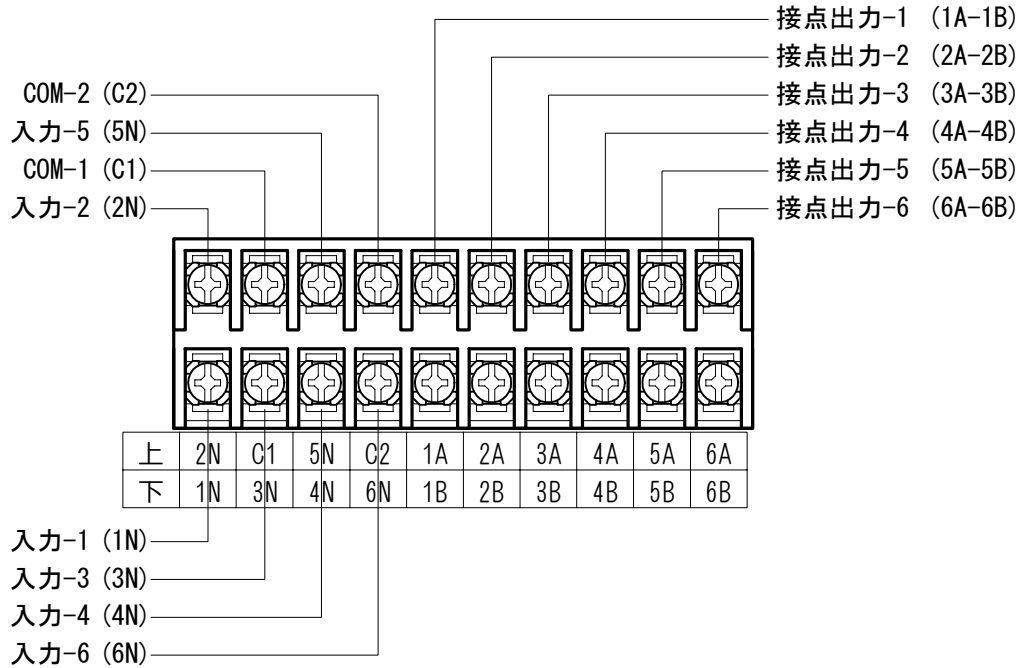 接点出力-1 (1A-1B)
接点出力-2 (2A-2B)
接点出力-3 (3A-3B)
接点出力-4 (4A-4B)
接点出力-5 (5A-5B)
接点出力-6 (6A-6B)
COM-2 (C2)
入力-5 (5N)
COM-1 (C1)
入力-2 (2N)
上 2N C1 5N C2 1A 2A 3A 4A 5A 6A
下 1N 3N 4N 6N 1B 2B 3B 4B 5B 6B
入力-1 (1N)
入力-3 (3N)
入力-4 (4N)
入力-6 (6N)